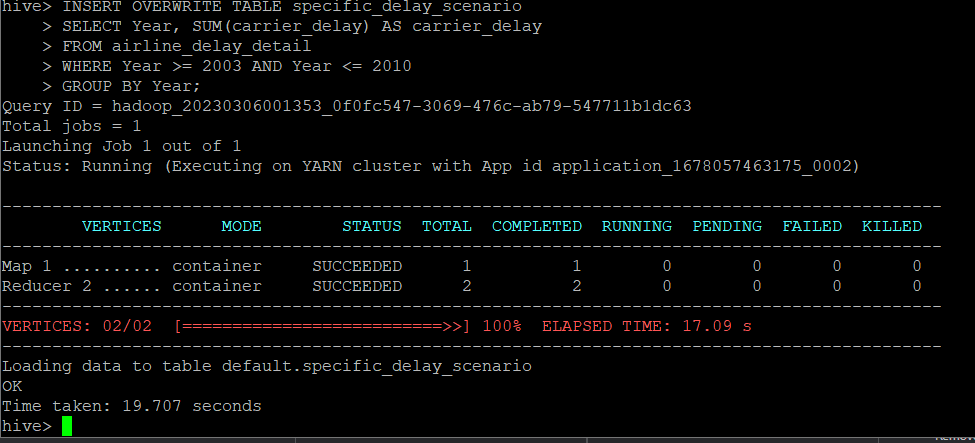 hive> INSERT OVERWRITE TABLE specific_delay_scenario
    > SELECT Year, SUM(carrier_delay) AS carrier_delay
    > FROM airline_delay_detail
    > WHERE Year >= 2003 AND Year <= 2010
    > GROUP BY Year;
Query ID = hadoop_20230306001353_0f0fc547-3069-476c-ab79-547711b1dc63
Total jobs = 1
Launching Job 1 out of 1
Status: Running (Executing on YARN cluster with App id application_1678057463175_0002)
----------------------------------------------------------------------------------------------
        VERTICES      MODE        STATUS  TOTAL  COMPLETED  RUNNING  PENDING  FAILED  KILLED
----------------------------------------------------------------------------------------------
Map 1 .......... container     SUCCEEDED      1          1        0        0       0       0
Reducer 2 ...... container     SUCCEEDED      2          2        0        0       0       0
----------------------------------------------------------------------------------------------
VERTICES: 02/02  [==========================>>] 100%  ELAPSED TIME: 17.09 s
----------------------------------------------------------------------------------------------
Loading data to table default.specific_delay_scenario
OK
Time taken: 19.707 seconds
hive>